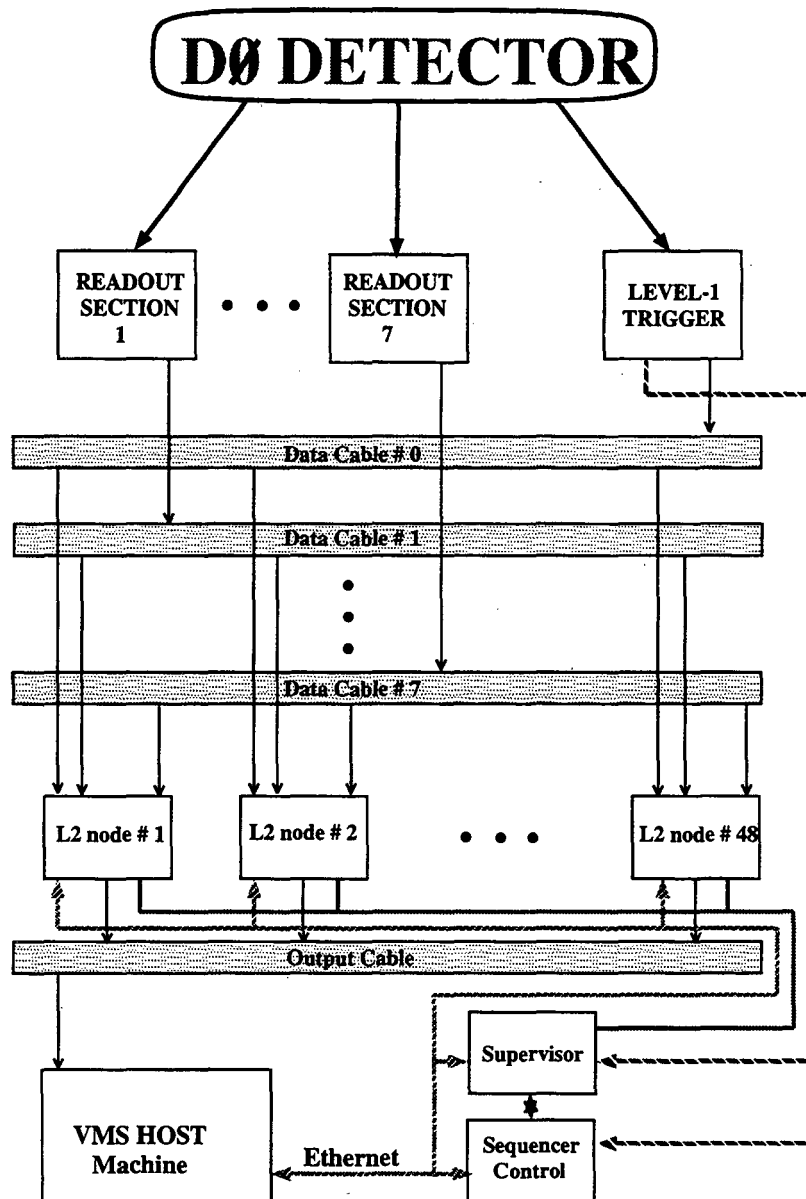 DØ DETECTOR
READOUT
SECTION
1
READOUT
SECTION
7
LEVEL-1
TRIGGER
Data Cable # 0
Data Cable # 1
Data Cable # 7
L2 node # 1
L2 node # 2
L2 node # 48
Output Cable
Supervisor
VMS HOST
Machine
Ethernet
Sequencer
Control